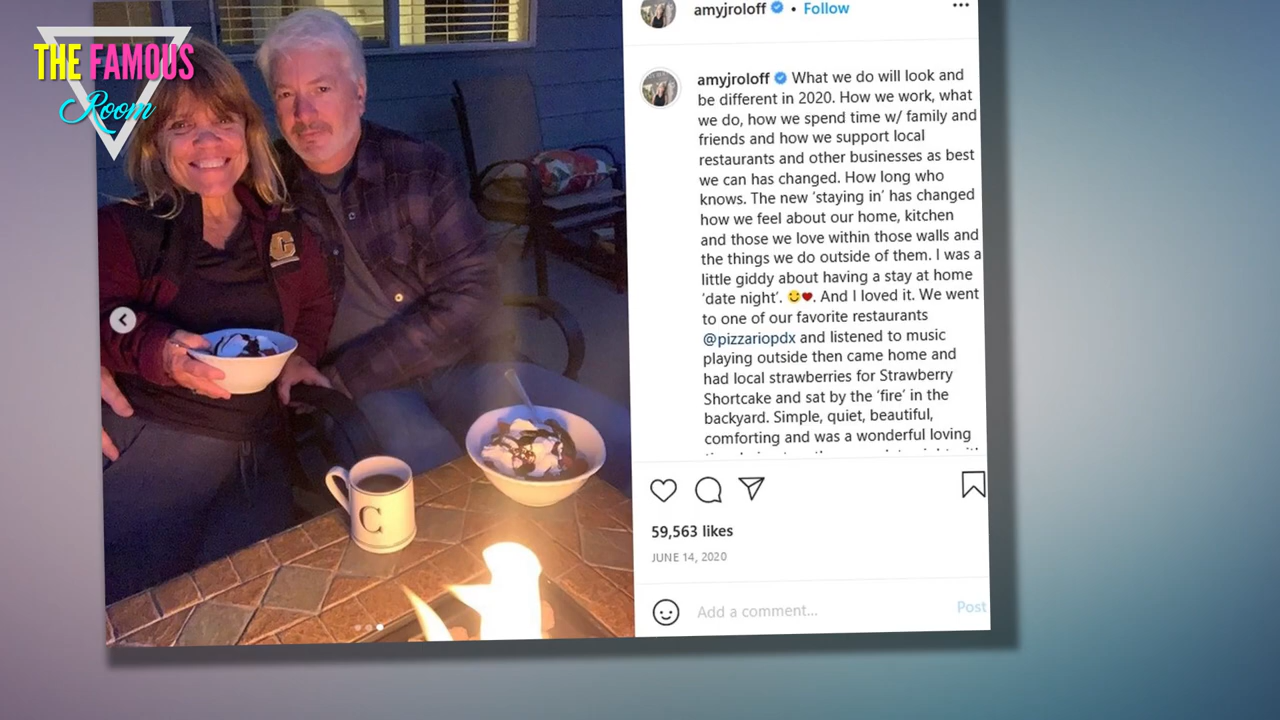 THE FAMOUS
Room
C
C
amyjroloff • Follow
amyjroloff What we do will look and
be different in 2020. How we work, what
we do, how we spend time w/ family and
friends and how we support local
restaurants and other businesses as best
we can has changed. How long who
knows. The new 'staying in' has changed
how we feel about our home, kitchen
and those we love within those walls and
the things we do outside of them. I was a
little giddy about having a stay at home
'date night'. 😃❤️. And I loved it. We went
to one of our favorite restaurants
@pizzariopdx and listened to music
playing outside then came home and
had local strawberries for Strawberry
Shortcake and sat by the 'fire' in the
backyard. Simple, quiet, beautiful,
comforting and was a wonderful loving
59,563 likes
JUNE 14, 2020
Add a comment... Post